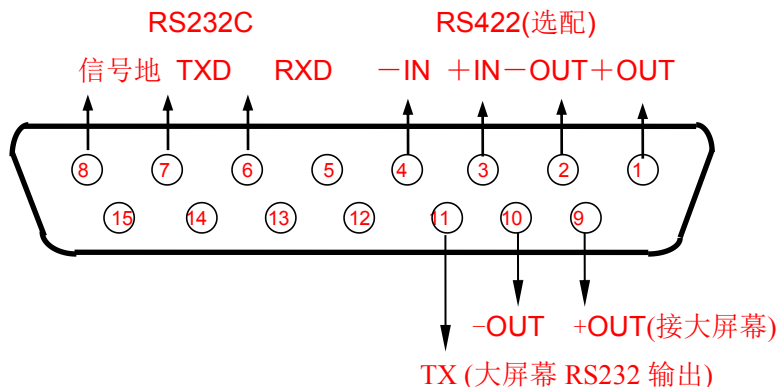 RS232C RS422(选配)
信号地 TXD RXD －IN ＋IN－OUT＋OUT
8 7 6 5 4 3 2 1
15 14 13 12 11 10 9
-OUT +OUT(接大屏幕)
TX (大屏幕 RS232 输出)